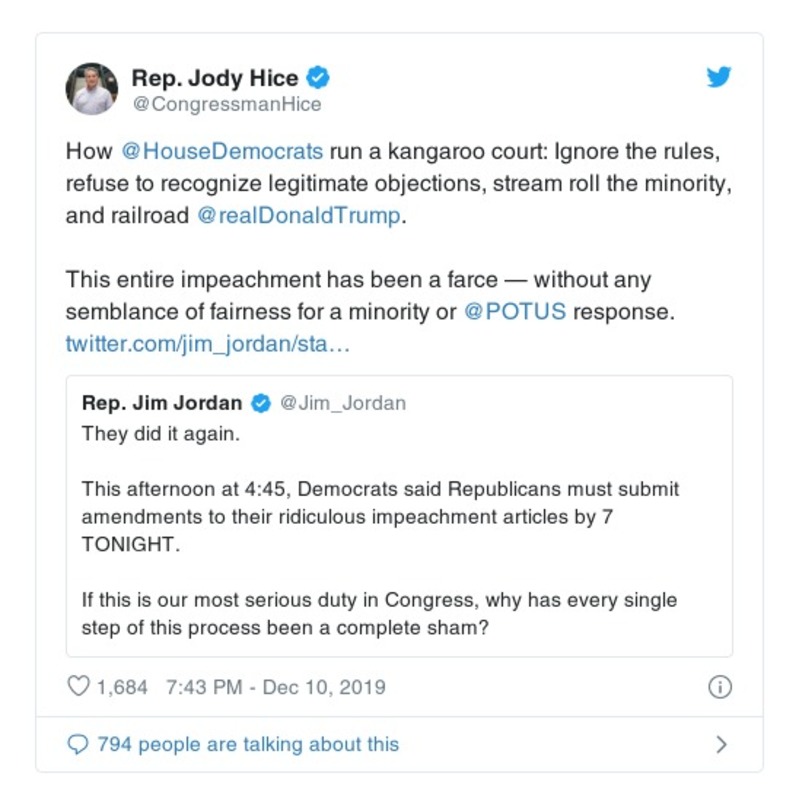 Rep. Jody Hice
@CongressmanHice
How @HouseDemocrats run a kangaroo court: Ignore the rules,
refuse to recognize legitimate objections, stream roll the minority,
and railroad @realDonaldTrump.
This entire impeachment has been a farce — without any
semblance of fairness for a minority or @POTUS response.
twitter.com/jim_jordan/sta…
Rep. Jim Jordan @Jim_Jordan
They did it again.
This afternoon at 4:45, Democrats said Republicans must submit
amendments to their ridiculous impeachment articles by 7
TONIGHT.
If this is our most serious duty in Congress, why has every single
step of this process been a complete sham?
1,684 7:43 PM - Dec 10, 2019
794 people are talking about this